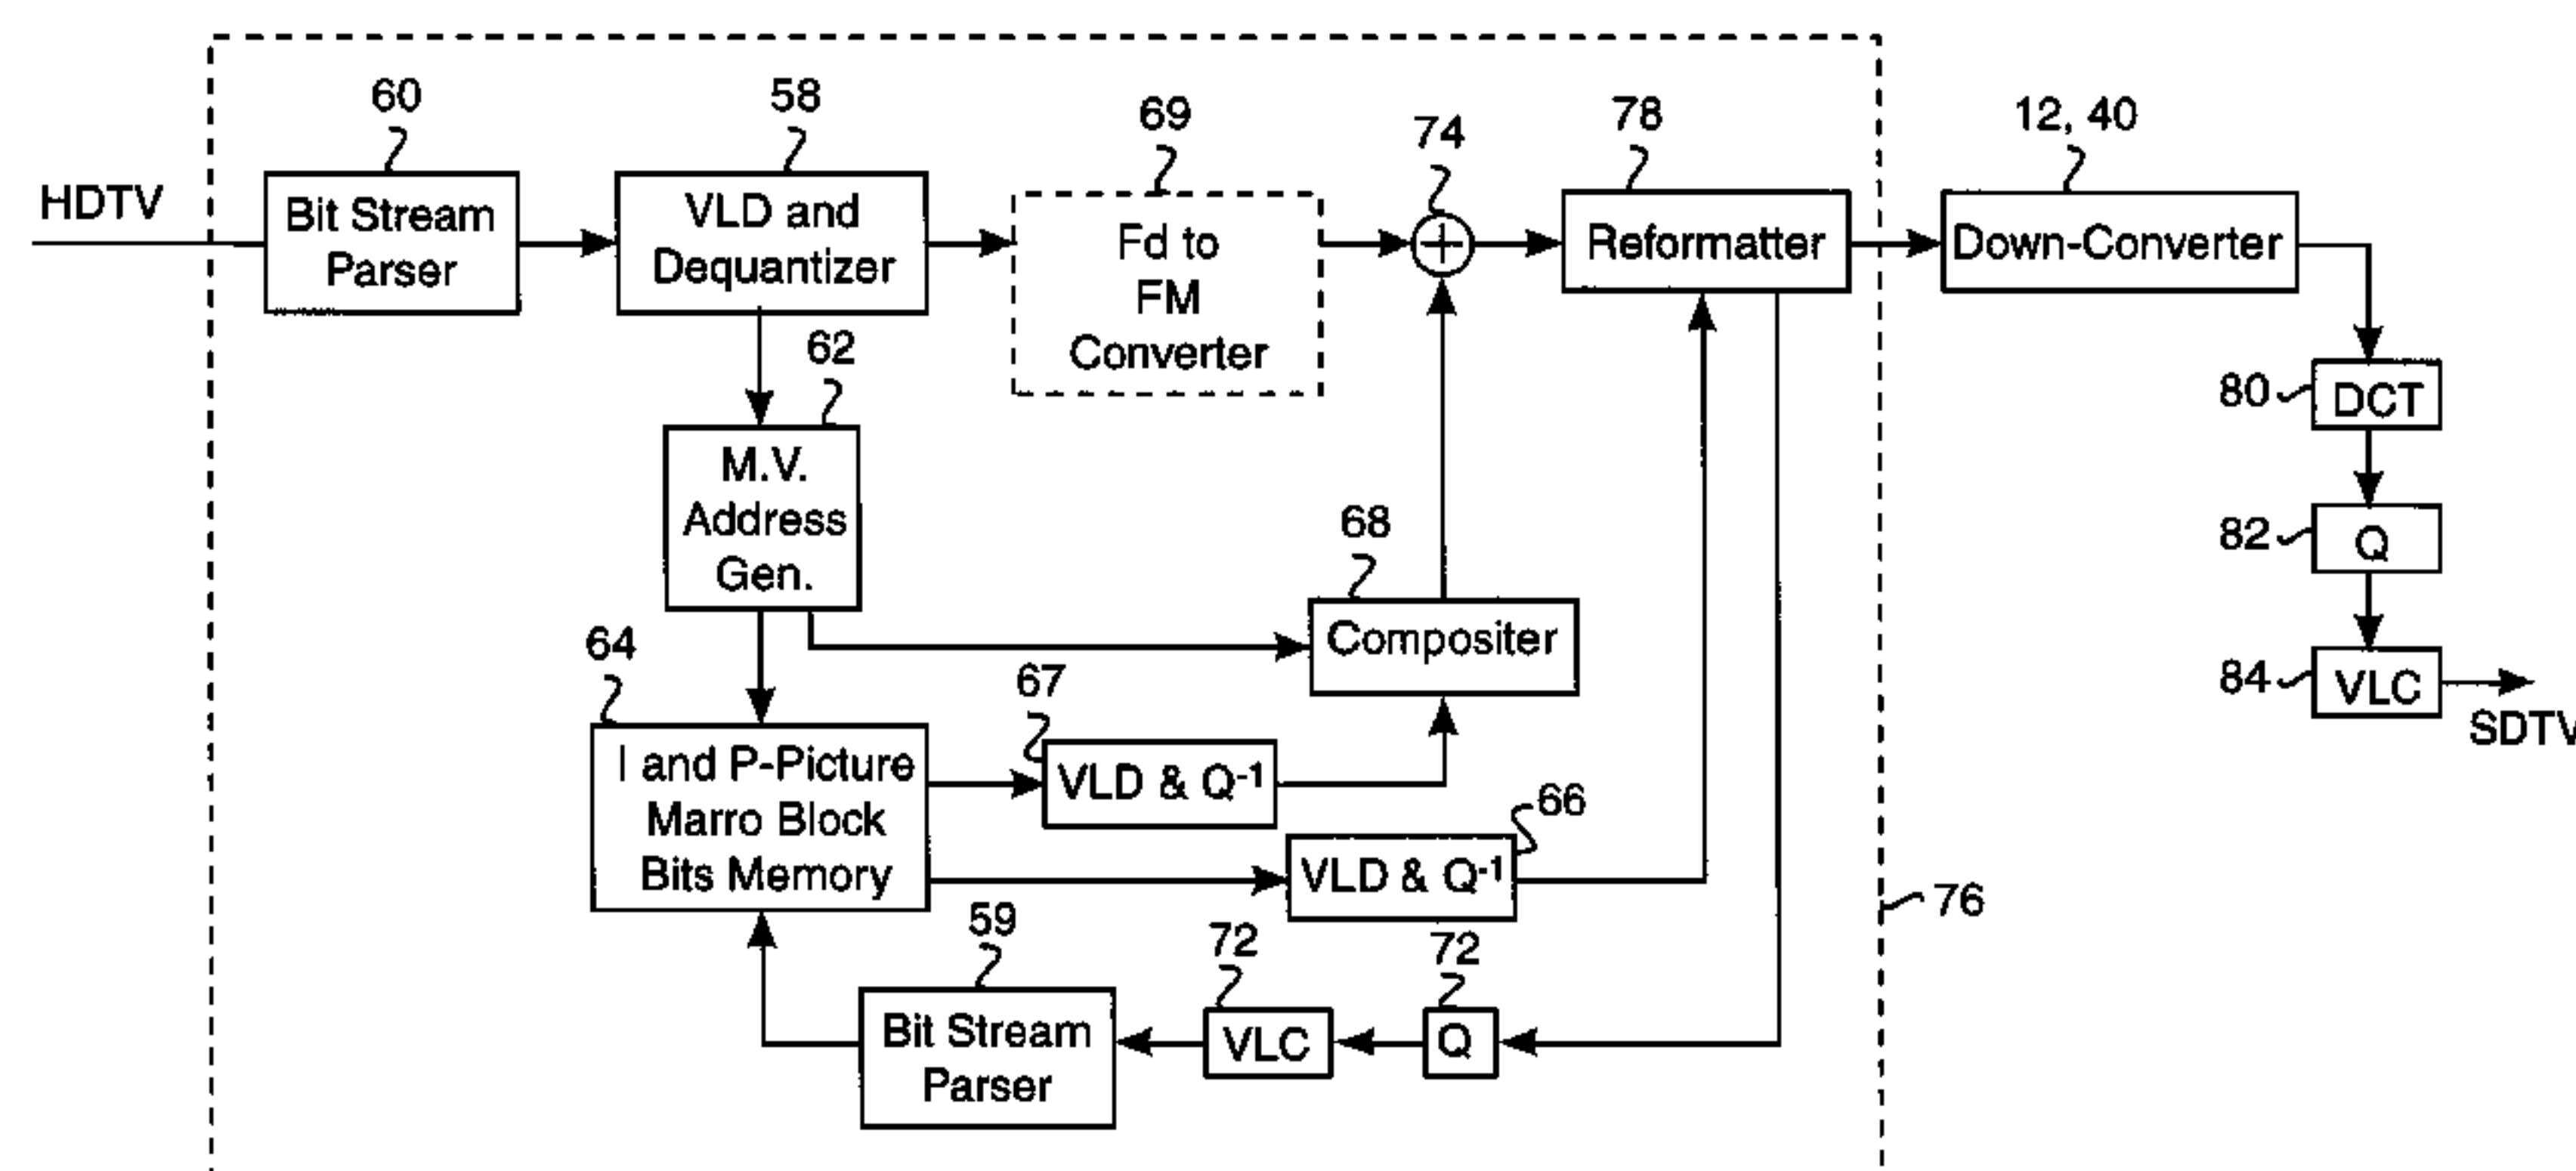 60
58
69
74
78
12, 40
HDTV
Bit Stream
Parser
VLD and
Dequantizer
Fd to
FM
Converter
+
Reformatter
Down-Converter
62
M.V.
Address
Gen.
80
DCT
82
Q
84
VLC
SDTV
68
Compositer
64
I and P-Picture
Marro Block
Bits Memory
67
VLD & Q-1
66
VLD & Q-1
76
59
Bit Stream
Parser
72
VLC
72
Q